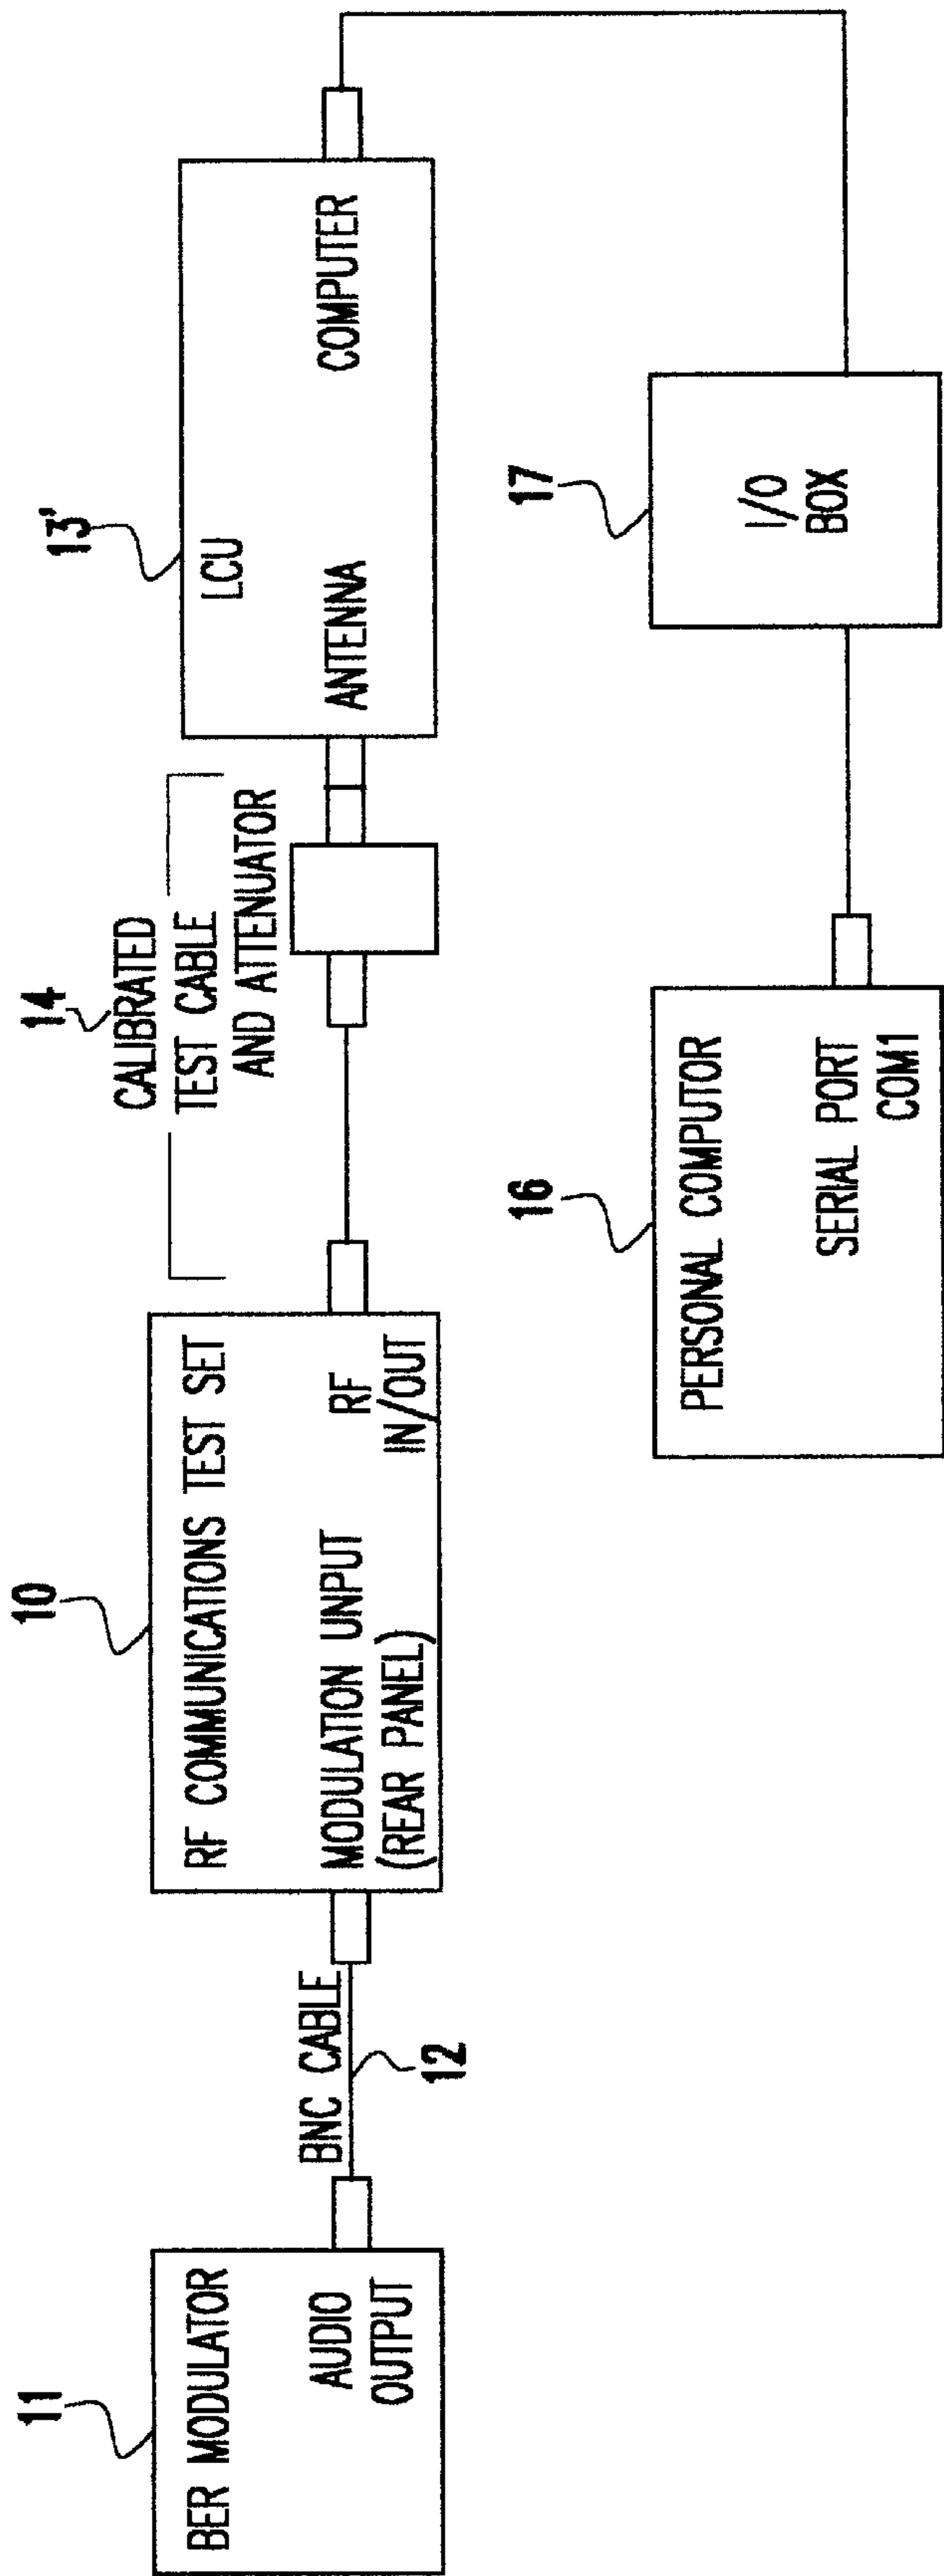 11
BER MODULATOR
AUDIO
OUTPUT
BNC CABLE
12
10
RF COMMUNICATIONS TEST SET
MODULATION UNPUT
(REAR PANEL)
RF
IN/OUT
14
CALIBRATED
TEST CABLE
AND ATTENUATOR
13'
LCU
ANTENNA
COMPUTER
16
PERSONAL COMPUTOR
SERIAL PORT
COM1
17
I/O
BOX